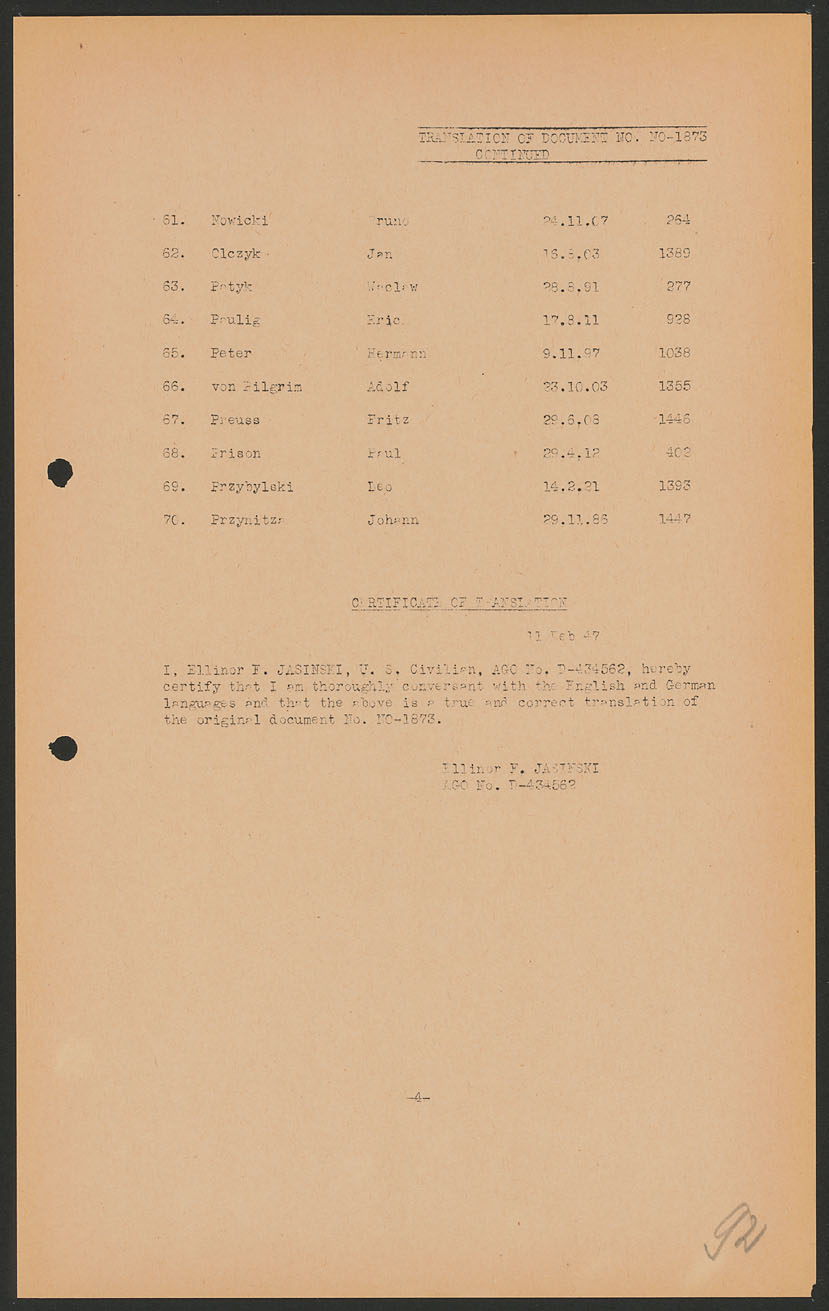 TRANSLATION OF DOCUMENT NO. NO-1873
CONTINUED
61. Nowicki Bruno 24.11.07 264
62. Olczyk Jan 1389
63. Patyk Waclaw 28.8.91 277
64. Paulig Eric 17.8.11 928
65. Peter Hermann 9.11.97 1038
66. von Pilgrim Adolf 23.10.03 1355
67. Preuss Fritz 29.6.08 1446
68. Prison Paul 29.4.12 402
69. Przybylski Leo 14.2.21 1393
70. Przynitza Johann 29.11.86 1447
CERTIFICATE OF TRANSLATION
11 Feb 47
I, Ellinor F. JASINSKI, U. S. Civilian, AGO No. D-434562, hereby
certify that I am thoroughly conversant with the English and German
languages and that the above is a true and correct translation of
the original document No. NO-1873.
Ellinor F. JASINSKI
AGO No. D-434562
-4-
92